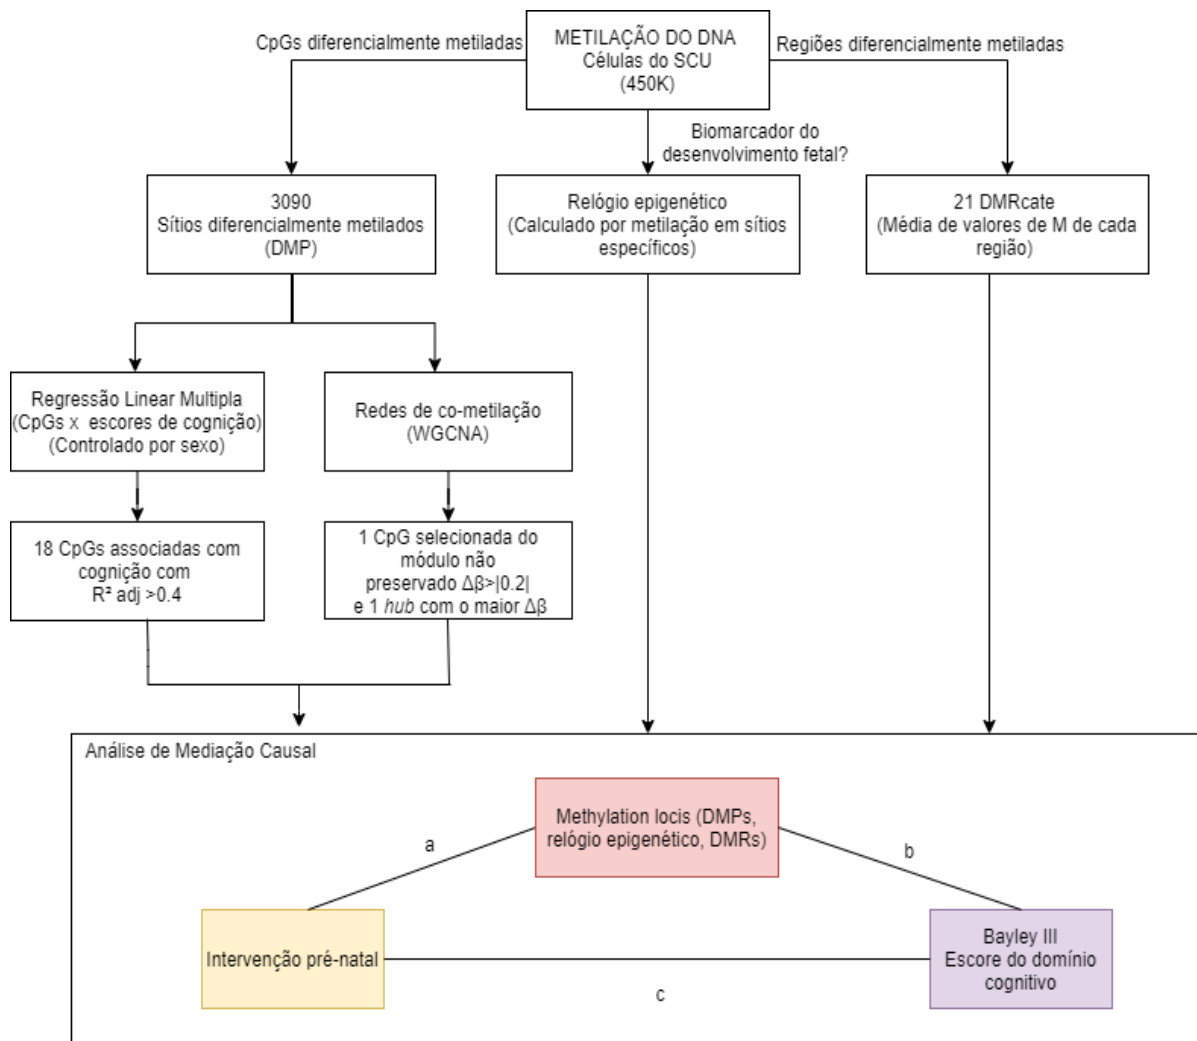 CpGs diferencialmente metiladas
METILAÇÃO DO DNA
Células do SCU
(450K)
Regiões diferencialmente metiladas
Biomarcador do
desenvolvimento fetal?
3090
Sítios diferencialmente metilados
(DMP)
Relógio epigenético
(Calculado por metilação em sítios
específicos)
21 DMRcate
(Média de valores de M de cada
região)
Regressão Linear Multipla
(CpGs x escores de cognição)
(Controlado por sexo)
Redes de co-metilação
(WGCNA)
18 CpGs associadas com
cognição com
R² adj >0.4
1 CpG selecionada do
módulo não
preservado Δβ>|0.2|
e 1 hub com o maior Δβ
Análise de Mediação Causal
Methylation locis (DMPs,
relógio epigenético, DMRs)
a
b
Intervenção pré-natal
Bayley III
Escore do domínio
cognitivo
c